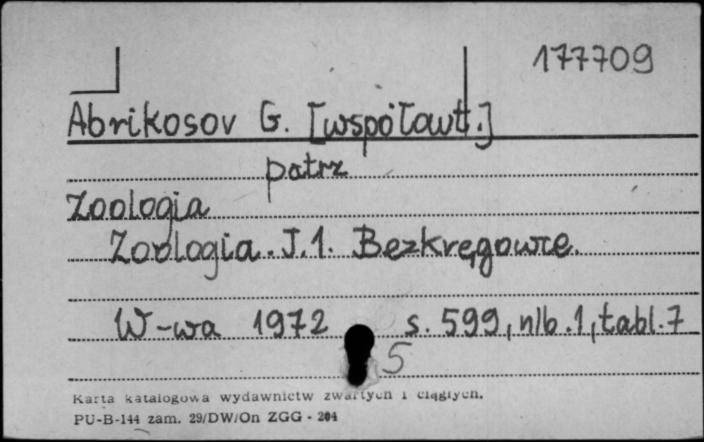 177709
Abrikosov G. [współaut.]
patrz
Zoologia
Zoologia. T.1. Bezkręgowce.
W-wa 1972 s. 599, nlb.1, tabl.7
5
Karta katalogowa wydawnictw zwartych i ciągłych.
PU-B-144 zam. 29/DW/On ZGG - 204